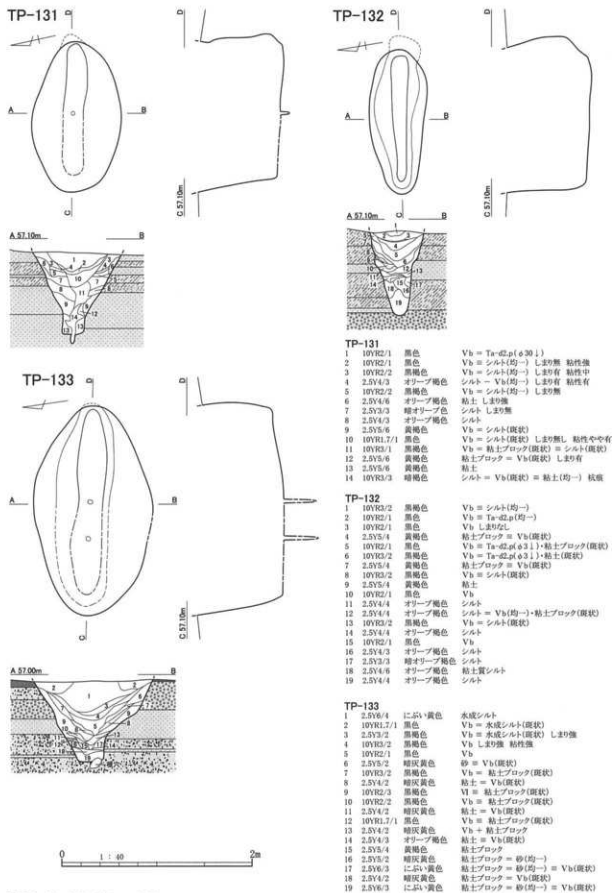 TP-131
D
A
B
C
D
C 57.10m
A 57.10m
B
TP-132
D
A
B
C
D
C 57.10m
A 57.10m
B
TP-133
D
A
B
C
D
C 57.10m
A 57.00m
B
0 1:40 2m
TP-131
1 10YR2/1 黒色 Vb = Ta-d2.p(φ30↓)
2 10YR2/1 黒色 Vb ≡ シルト(均一) しまり無 粘性強
3 10YR2/2 黒褐色 Vb ≡ シルト(均一) しまり有 粘性中
4 2.5Y4/3 オリーブ褐色 シルト − Vb(均一) しまり有 粘性有
5 10YR2/2 黒褐色 Vb = シルト(均一) しまり無
6 2.5Y4/6 オリーブ褐色 粘土 しまり強
7 2.5Y3/3 暗オリーブ色 シルト しまり無
8 2.5Y4/3 オリーブ褐色 シルト
9 2.5Y5/6 黄褐色 Vb = シルト(斑状)
10 10YR1.7/1 黒色 Vb = シルト(斑状) しまり無し 粘性やや有
11 10YR3/1 黒褐色 Vb = 粘土ブロック(斑状) ≡ シルト(斑状)
12 2.5Y5/6 黄褐色 粘土ブロック = Vb(斑状) しまり有
13 2.5Y5/6 黄褐色 粘土
14 10YR3/3 暗褐色 シルト = Vb(斑状) = 粘土(均一) 杭痕
TP-132
1 10YR3/2 黒褐色 Vb ≡ シルト(均一)
2 10YR2/1 黒色 Vb ≡ Ta-d2.p(均一)
3 10YR2/1 黒色 Vb しまりなし
4 2.5Y5/4 黄褐色 粘土ブロック ≡ Vb(斑状)
5 10YR2/1 黒色 Vb ≡ Ta-d2.p(φ3↓)・粘土ブロック(斑状)
6 10YR3/2 黒褐色 Vb = Ta-d2.p(φ3↓)・粘土(斑状)
7 2.5Y5/4 黄褐色 粘土ブロック ≡ Vb(斑状)
8 10YR3/2 黒褐色 Vb ≡ シルト(斑状)
9 2.5Y5/4 黄褐色 粘土
10 10YR2/1 黒色 Vb
11 2.5Y4/4 オリーブ褐色 シルト
12 2.5Y4/4 オリーブ褐色 シルト = Vb(均一)・粘土ブロック(斑状)
13 10YR3/2 黒褐色 Vb = シルト(斑状)
14 2.5Y4/4 オリーブ褐色 シルト
15 10YR2/1 黒色 Vb
16 2.5Y4/3 オリーブ褐色 シルト
17 2.5Y3/3 暗オリーブ褐色 シルト
18 2.5Y4/6 オリーブ褐色 粘土質シルト
19 2.5Y4/4 オリーブ褐色 シルト
TP-133
1 2.5Y6/4 にぶい黄色 水成シルト
2 10YR1.7/1 黒色 Vb = 水成シルト(斑状)
3 2.5Y3/2 黒褐色 Vb ≡ 水成シルト(斑状) しまり強
4 10YR3/2 黒褐色 Vb しまり強 粘性強
5 10YR2/1 黒色 Vb
6 2.5Y5/2 暗灰黄色 砂 ≡ Vb(斑状)
7 10YR3/2 黒褐色 Vb = 粘土ブロック(斑状)
8 2.5Y4/2 暗灰黄色 粘土 = Vb(斑状)
9 10YR2/3 黒褐色 Ⅵ ≡ 粘土ブロック(斑状)
10 10YR2/2 黒褐色 Vb ≡ 粘土ブロック(斑状)
11 2.5Y4/2 暗灰黄色 粘土 = Vb(斑状)
12 10YR1.7/1 黒色 Vb ≡ 粘土ブロック(斑状)
13 2.5Y4/2 暗灰黄色 Vb + 粘土ブロック
14 2.5Y4/3 オリーブ褐色 粘土 ≡ Vb(斑状)
15 2.5Y5/4 黄褐色 粘土ブロック
16 2.5Y5/2 暗灰黄色 粘土ブロック = 砂(均一)
17 2.5Y6/3 にぶい黄色 粘土ブロック = 砂(均一) ≡ Vb(斑状)
18 2.5Y4/2 暗灰黄色 粘土ブロック = Vb(斑状)
19 2.5Y6/3 にぶい黄色 粘土ブロック = 砂(均一) ≡ Vb(斑状)